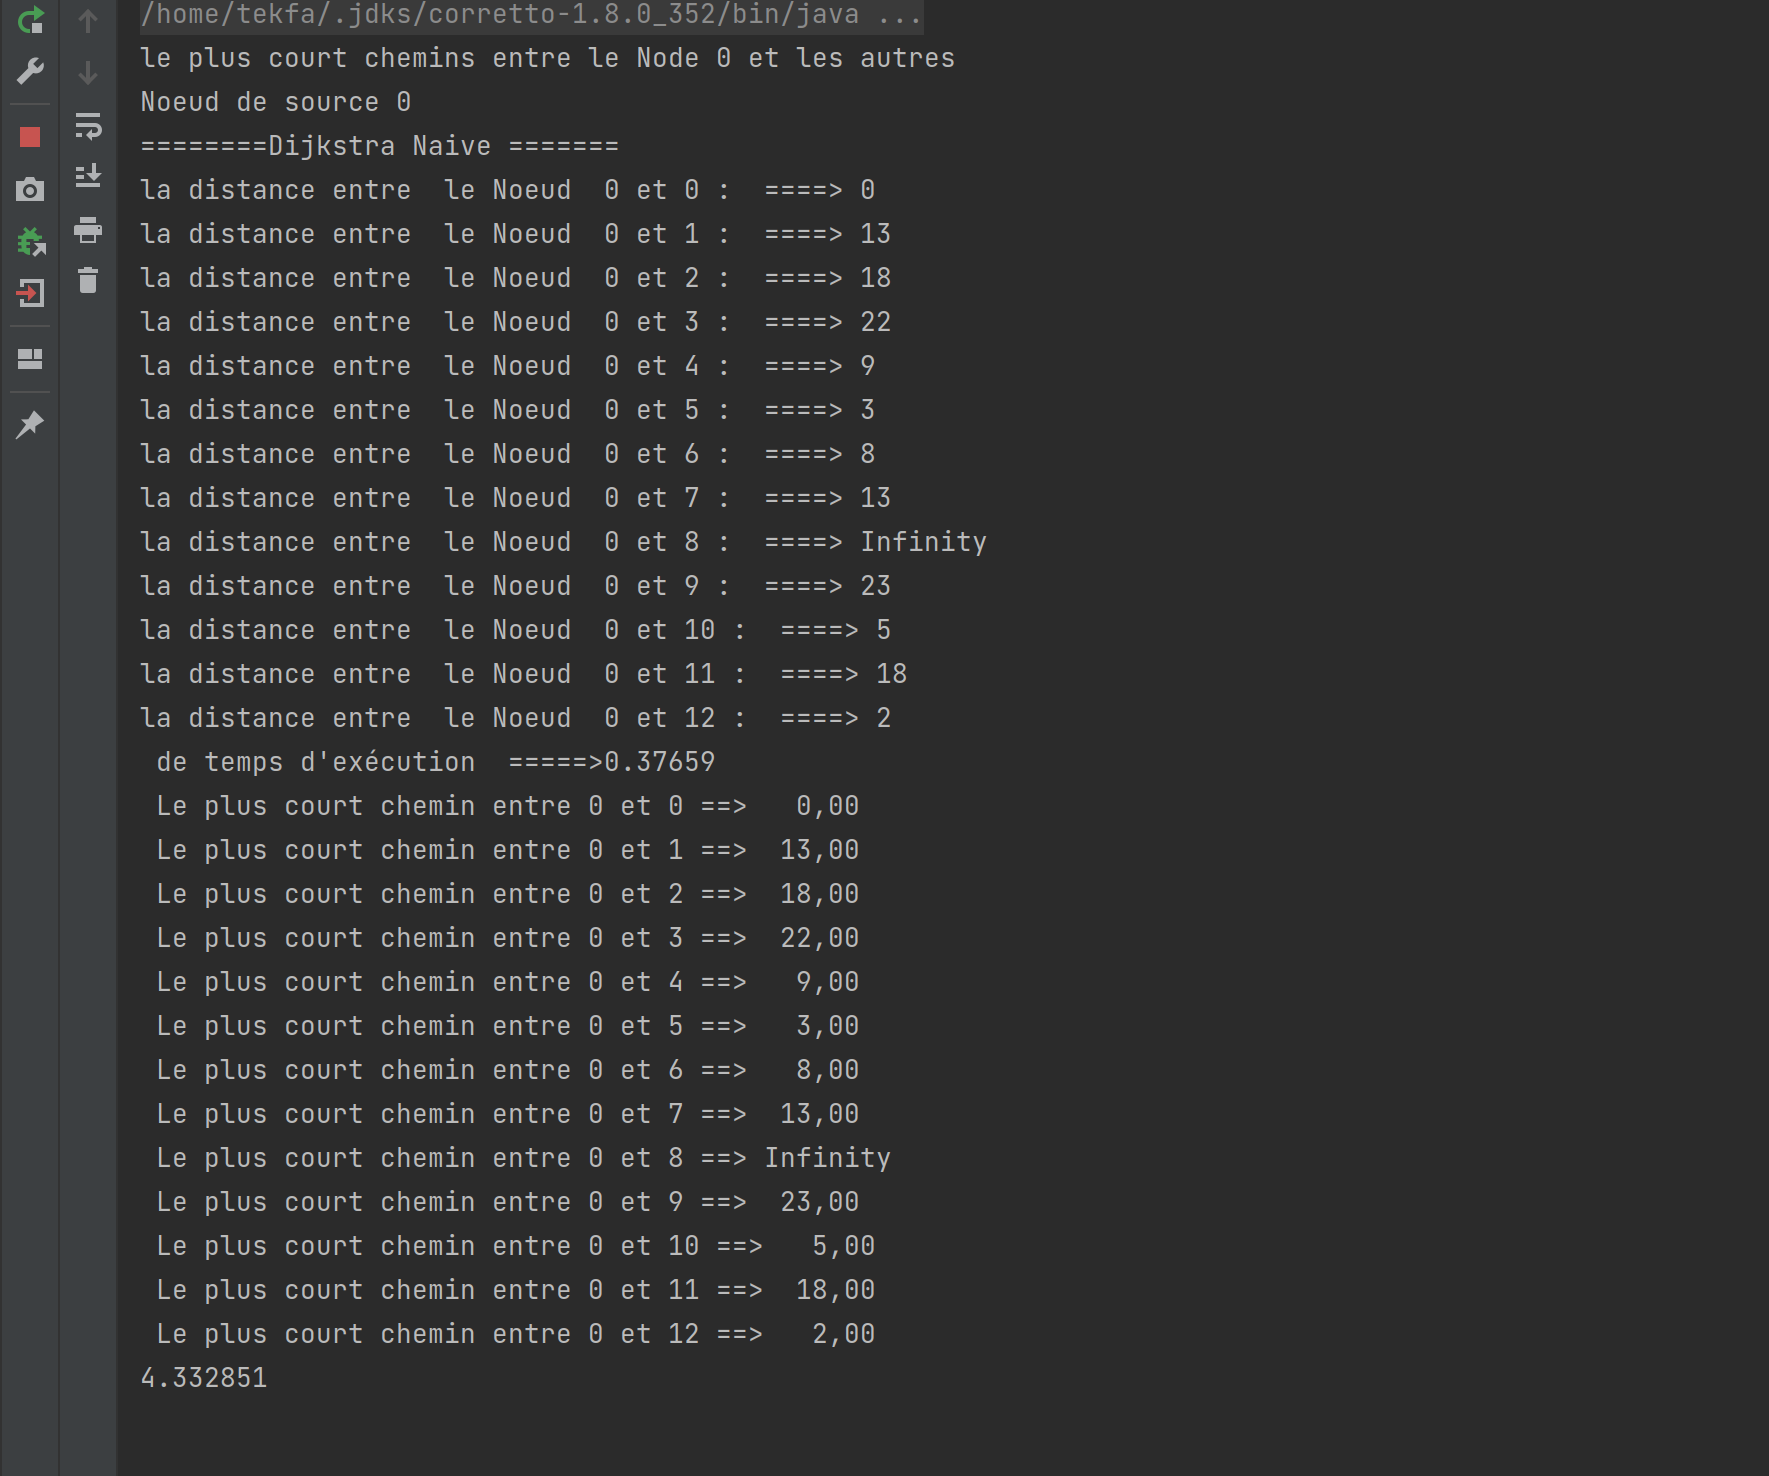 /home/tekfa/.jdks/corretto-1.8.0_352/bin/java ...
le plus court chemins entre le Node 0 et les autres
Noeud de source 0
========Dijkstra Naive =======
la distance entre  le Noeud  0 et 0 :  ====> 0
la distance entre  le Noeud  0 et 1 :  ====> 13
la distance entre  le Noeud  0 et 2 :  ====> 18
la distance entre  le Noeud  0 et 3 :  ====> 22
la distance entre  le Noeud  0 et 4 :  ====> 9
la distance entre  le Noeud  0 et 5 :  ====> 3
la distance entre  le Noeud  0 et 6 :  ====> 8
la distance entre  le Noeud  0 et 7 :  ====> 13
la distance entre  le Noeud  0 et 8 :  ====> Infinity
la distance entre  le Noeud  0 et 9 :  ====> 23
la distance entre  le Noeud  0 et 10 :  ====> 5
la distance entre  le Noeud  0 et 11 :  ====> 18
la distance entre  le Noeud  0 et 12 :  ====> 2
 de temps d'exécution  =====>0.37659
 Le plus court chemin entre 0 et 0 ==>   0,00
 Le plus court chemin entre 0 et 1 ==>  13,00
 Le plus court chemin entre 0 et 2 ==>  18,00
 Le plus court chemin entre 0 et 3 ==>  22,00
 Le plus court chemin entre 0 et 4 ==>   9,00
 Le plus court chemin entre 0 et 5 ==>   3,00
 Le plus court chemin entre 0 et 6 ==>   8,00
 Le plus court chemin entre 0 et 7 ==>  13,00
 Le plus court chemin entre 0 et 8 ==> Infinity
 Le plus court chemin entre 0 et 9 ==>  23,00
 Le plus court chemin entre 0 et 10 ==>   5,00
 Le plus court chemin entre 0 et 11 ==>  18,00
 Le plus court chemin entre 0 et 12 ==>   2,00
4.332851